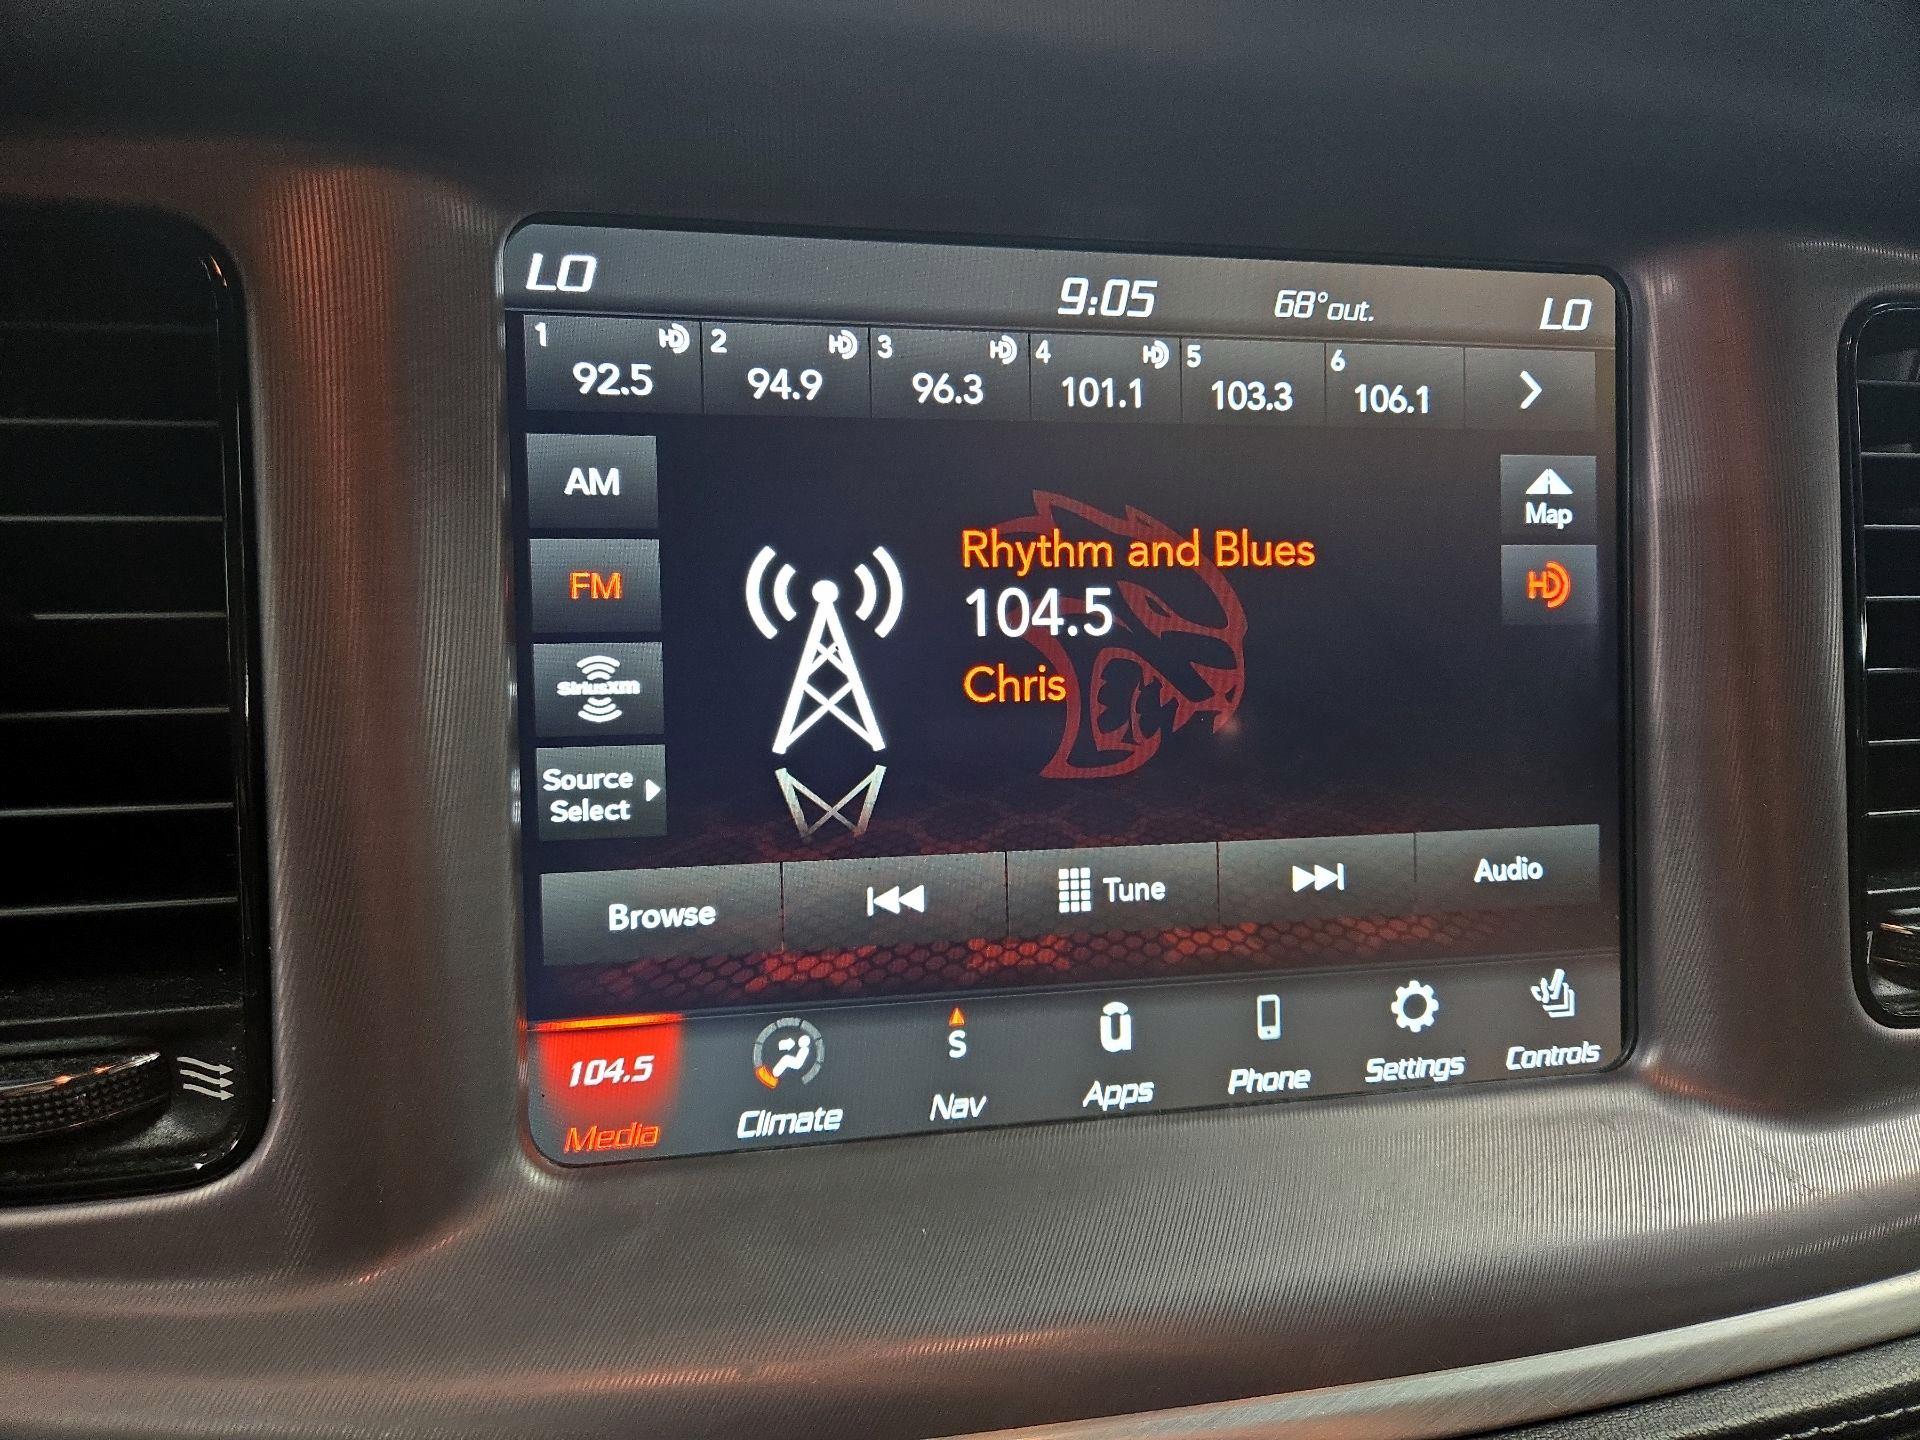 LO
9:05
68°out.
LO
1
92.5
2
94.9
3
96.3
4
101.1
5
103.3
6
106.1
AM
FM
SiriusXM
Source
Select
Rhythm and Blues
104.5
Chris
Map
HD
Browse
Tune
Audio
104.5
Media
Climate
S
Nav
u
Apps
Phone
Settings
Controls